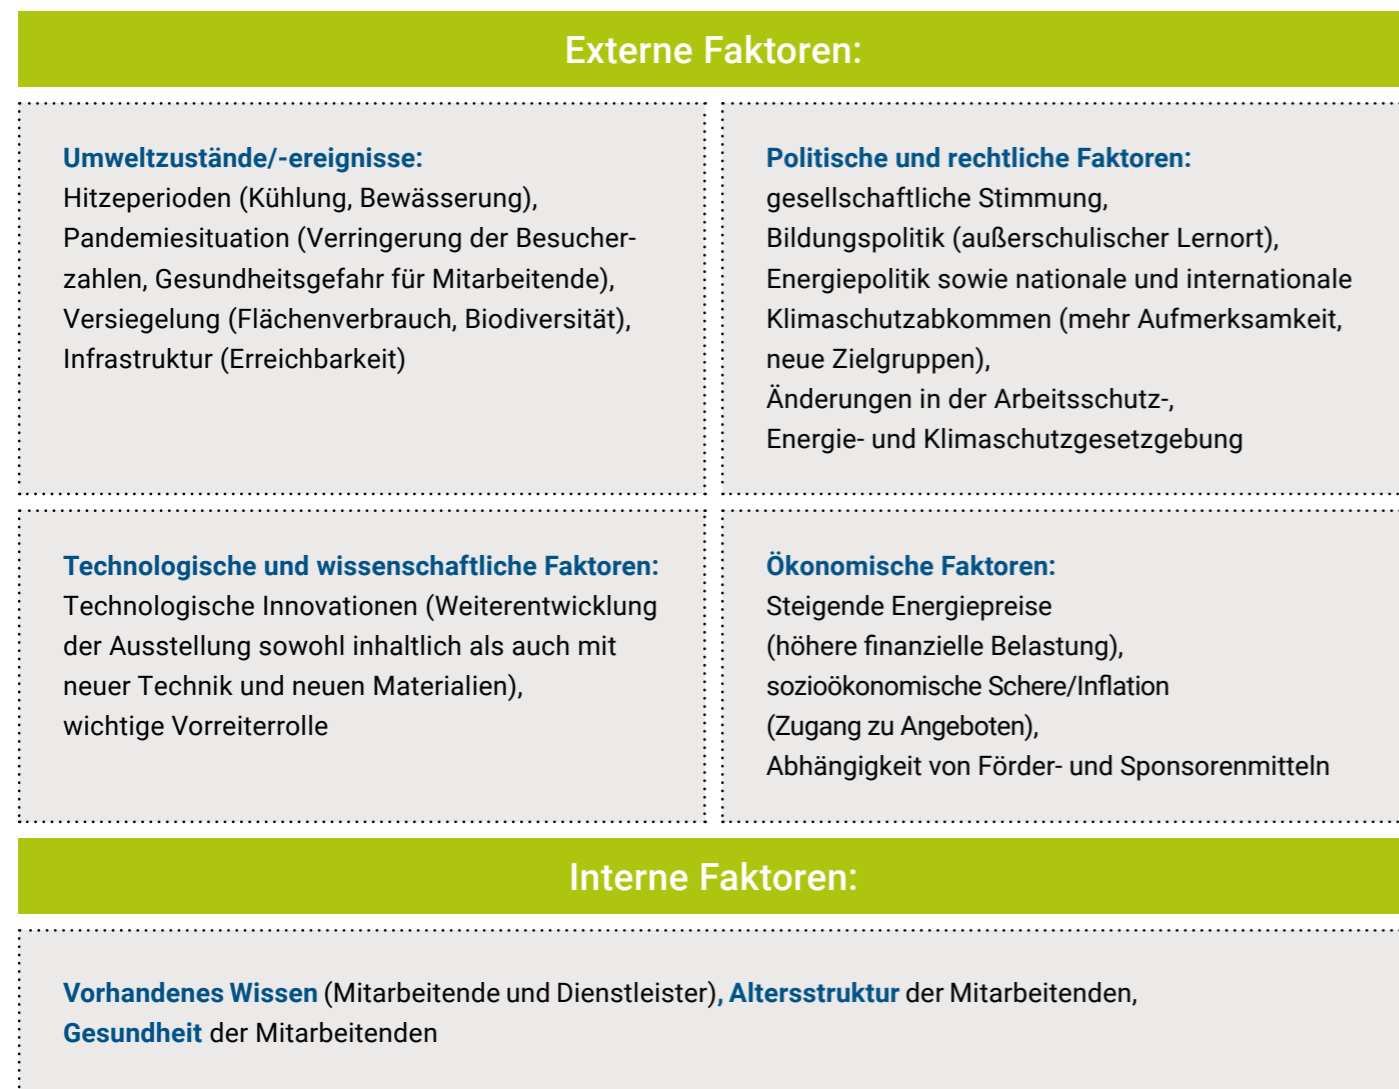 Externe Faktoren:
Umweltzustände/-ereignisse:
Hitzeperioden (Kühlung, Bewässerung),
Pandemiesituation (Verringerung der Besucher-
zahlen, Gesundheitsgefahr für Mitarbeitende),
Versiegelung (Flächenverbrauch, Biodiversität),
Infrastruktur (Erreichbarkeit)
Politische und rechtliche Faktoren:
gesellschaftliche Stimmung,
Bildungspolitik (außerschulischer Lernort),
Energiepolitik sowie nationale und internationale
Klimaschutzabkommen (mehr Aufmerksamkeit,
neue Zielgruppen),
Änderungen in der Arbeitsschutz-,
Energie- und Klimaschutzgesetzgebung
Technologische und wissenschaftliche Faktoren:
Technologische Innovationen (Weiterentwicklung
der Ausstellung sowohl inhaltlich als auch mit
neuer Technik und neuen Materialien),
wichtige Vorreiterrolle
Ökonomische Faktoren:
Steigende Energiepreise
(höhere finanzielle Belastung),
sozioökonomische Schere/Inflation
(Zugang zu Angeboten),
Abhängigkeit von Förder- und Sponsorenmitteln
Interne Faktoren:
Vorhandenes Wissen (Mitarbeitende und Dienstleister), Altersstruktur der Mitarbeitenden,
Gesundheit der Mitarbeitenden